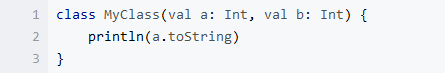 1 class MyClass(val a: Int, val b: Int) {
2     println(a.toString)
3 }